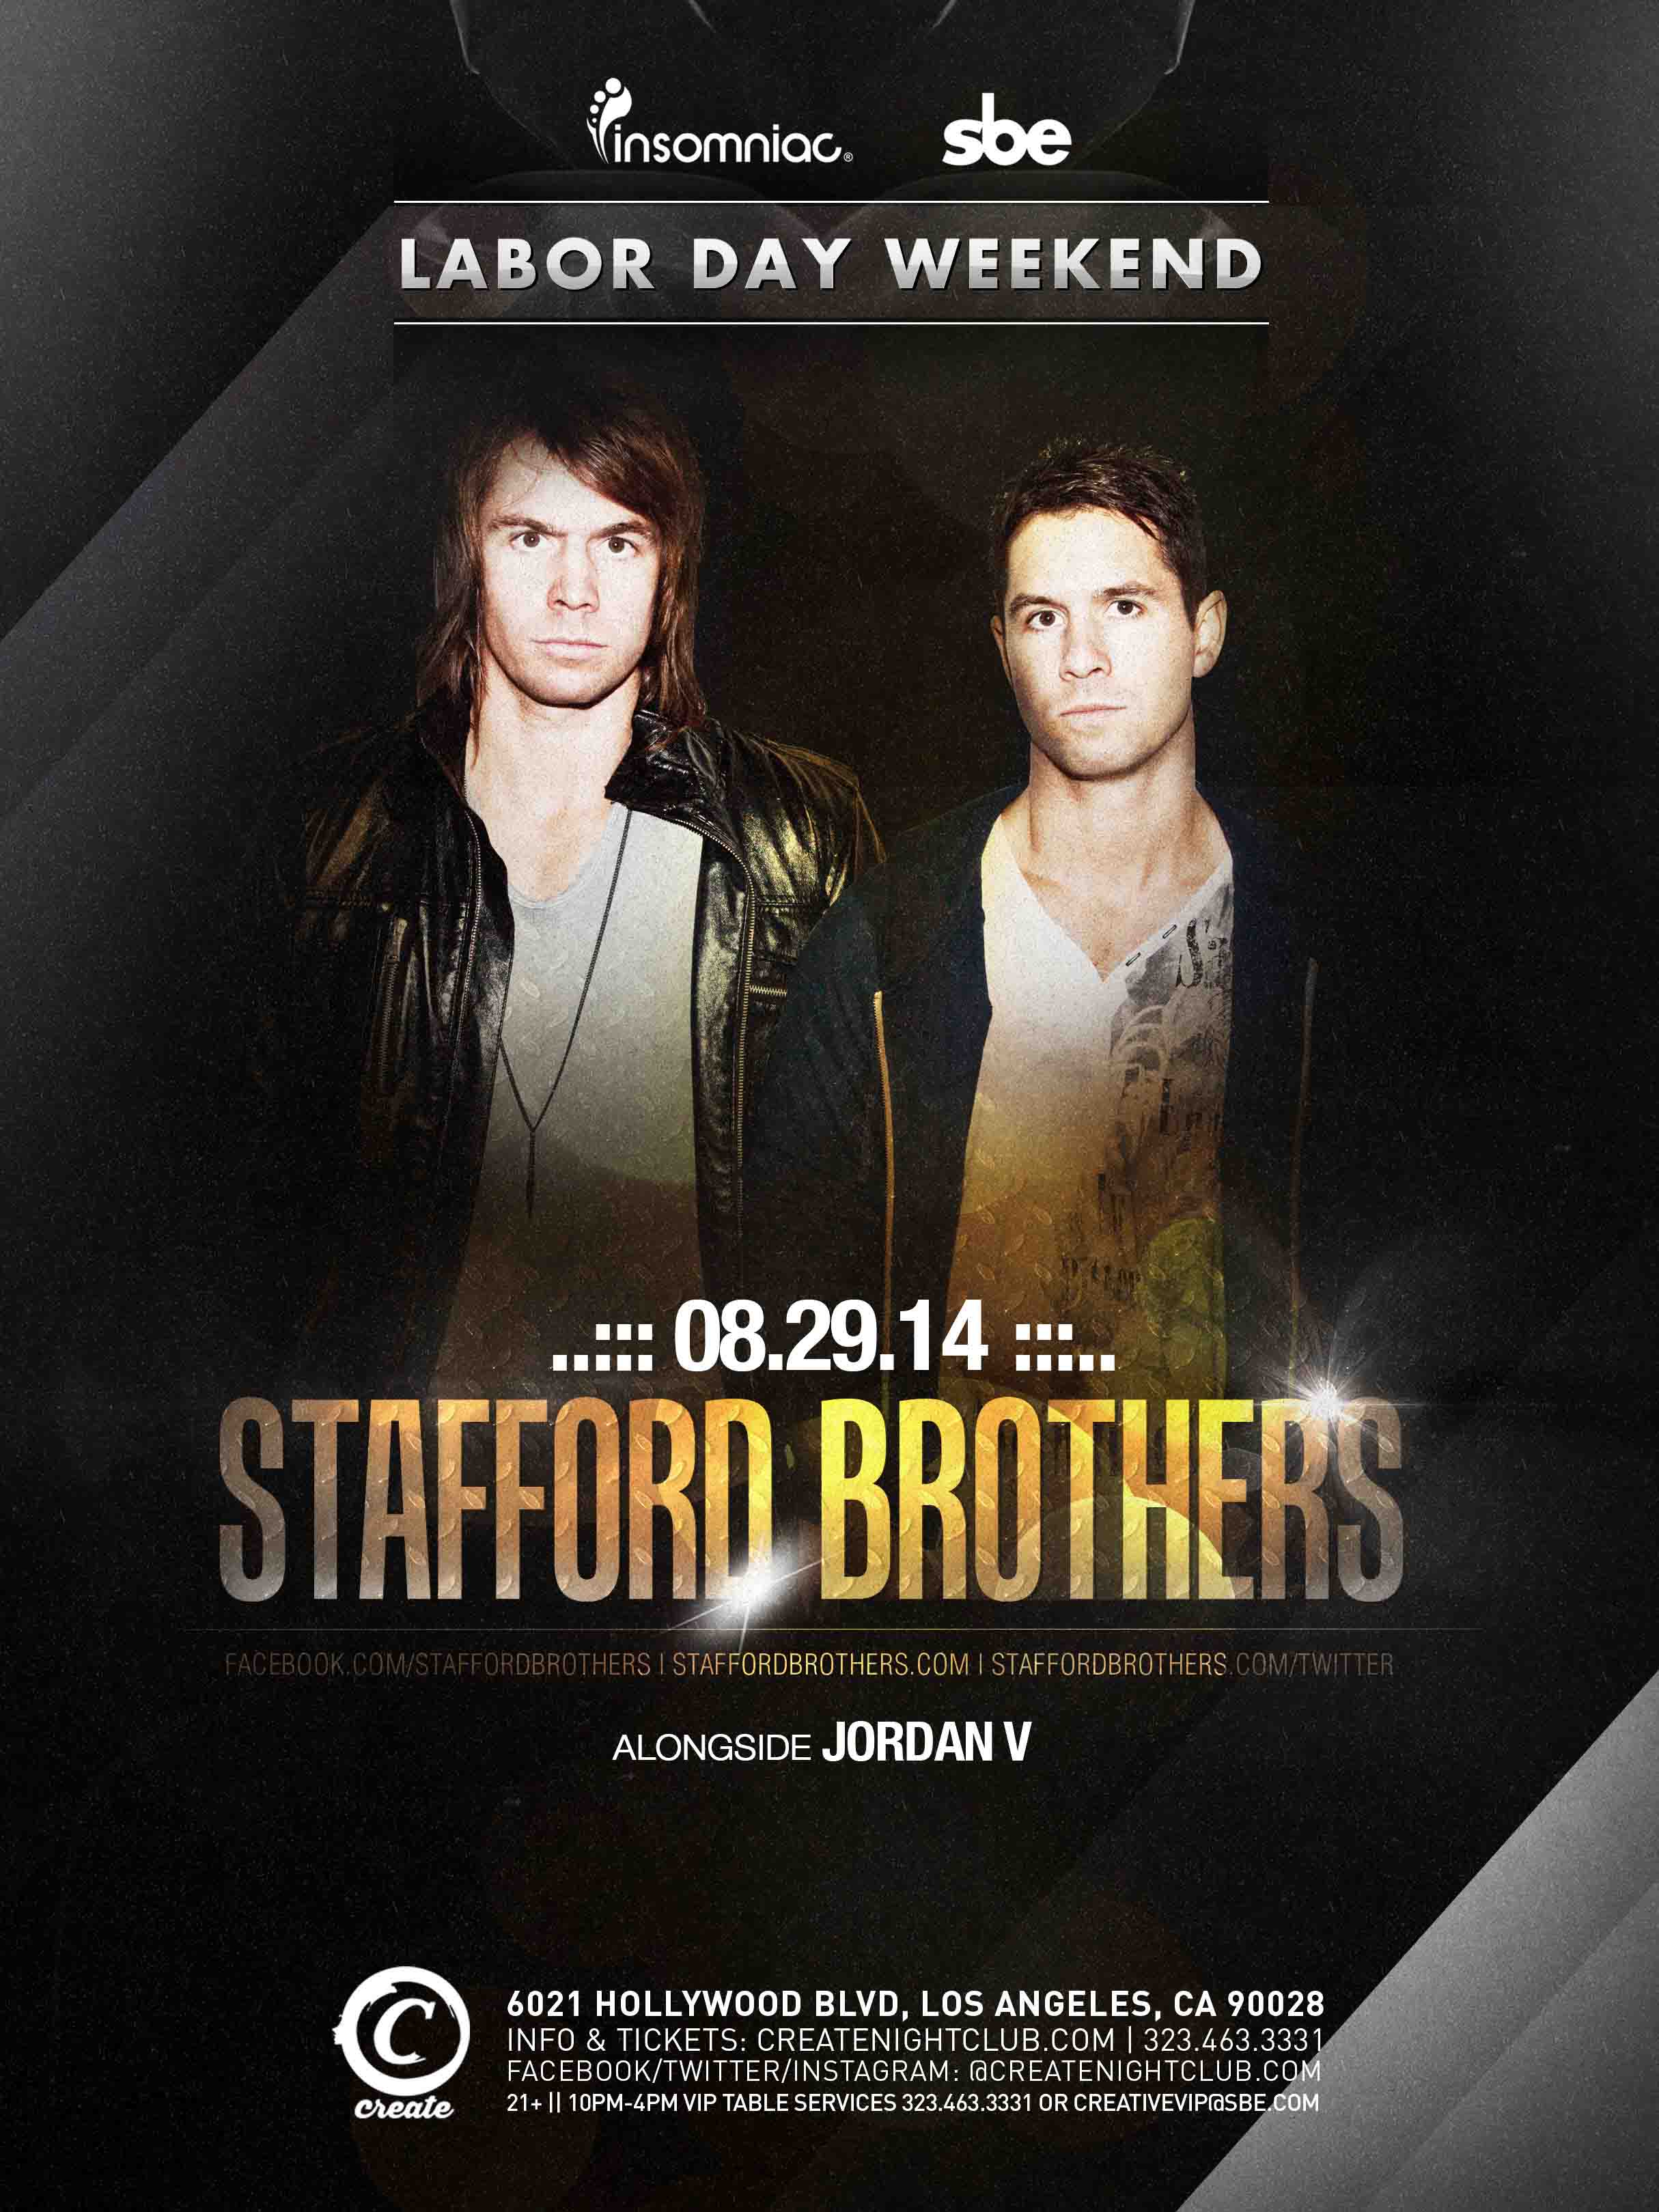 insomniac® sbe
LABOR DAY WEEKEND
..::: 08.29.14 :::..
STAFFORD BROTHERS
FACEBOOK.COM/STAFFORDBROTHERS | STAFFORDBROTHERS.COM | STAFFORDBROTHERS.COM/TWITTER
ALONGSIDE JORDAN V
C
create
6021 HOLLYWOOD BLVD, LOS ANGELES, CA 90028
INFO & TICKETS: CREATENIGHTCLUB.COM | 323.463.3331
FACEBOOK/TWITTER/INSTAGRAM: @CREATENIGHTCLUB.COM
21+ || 10PM-4PM VIP TABLE SERVICES 323.463.3331 OR CREATIVEVIP@SBE.COM